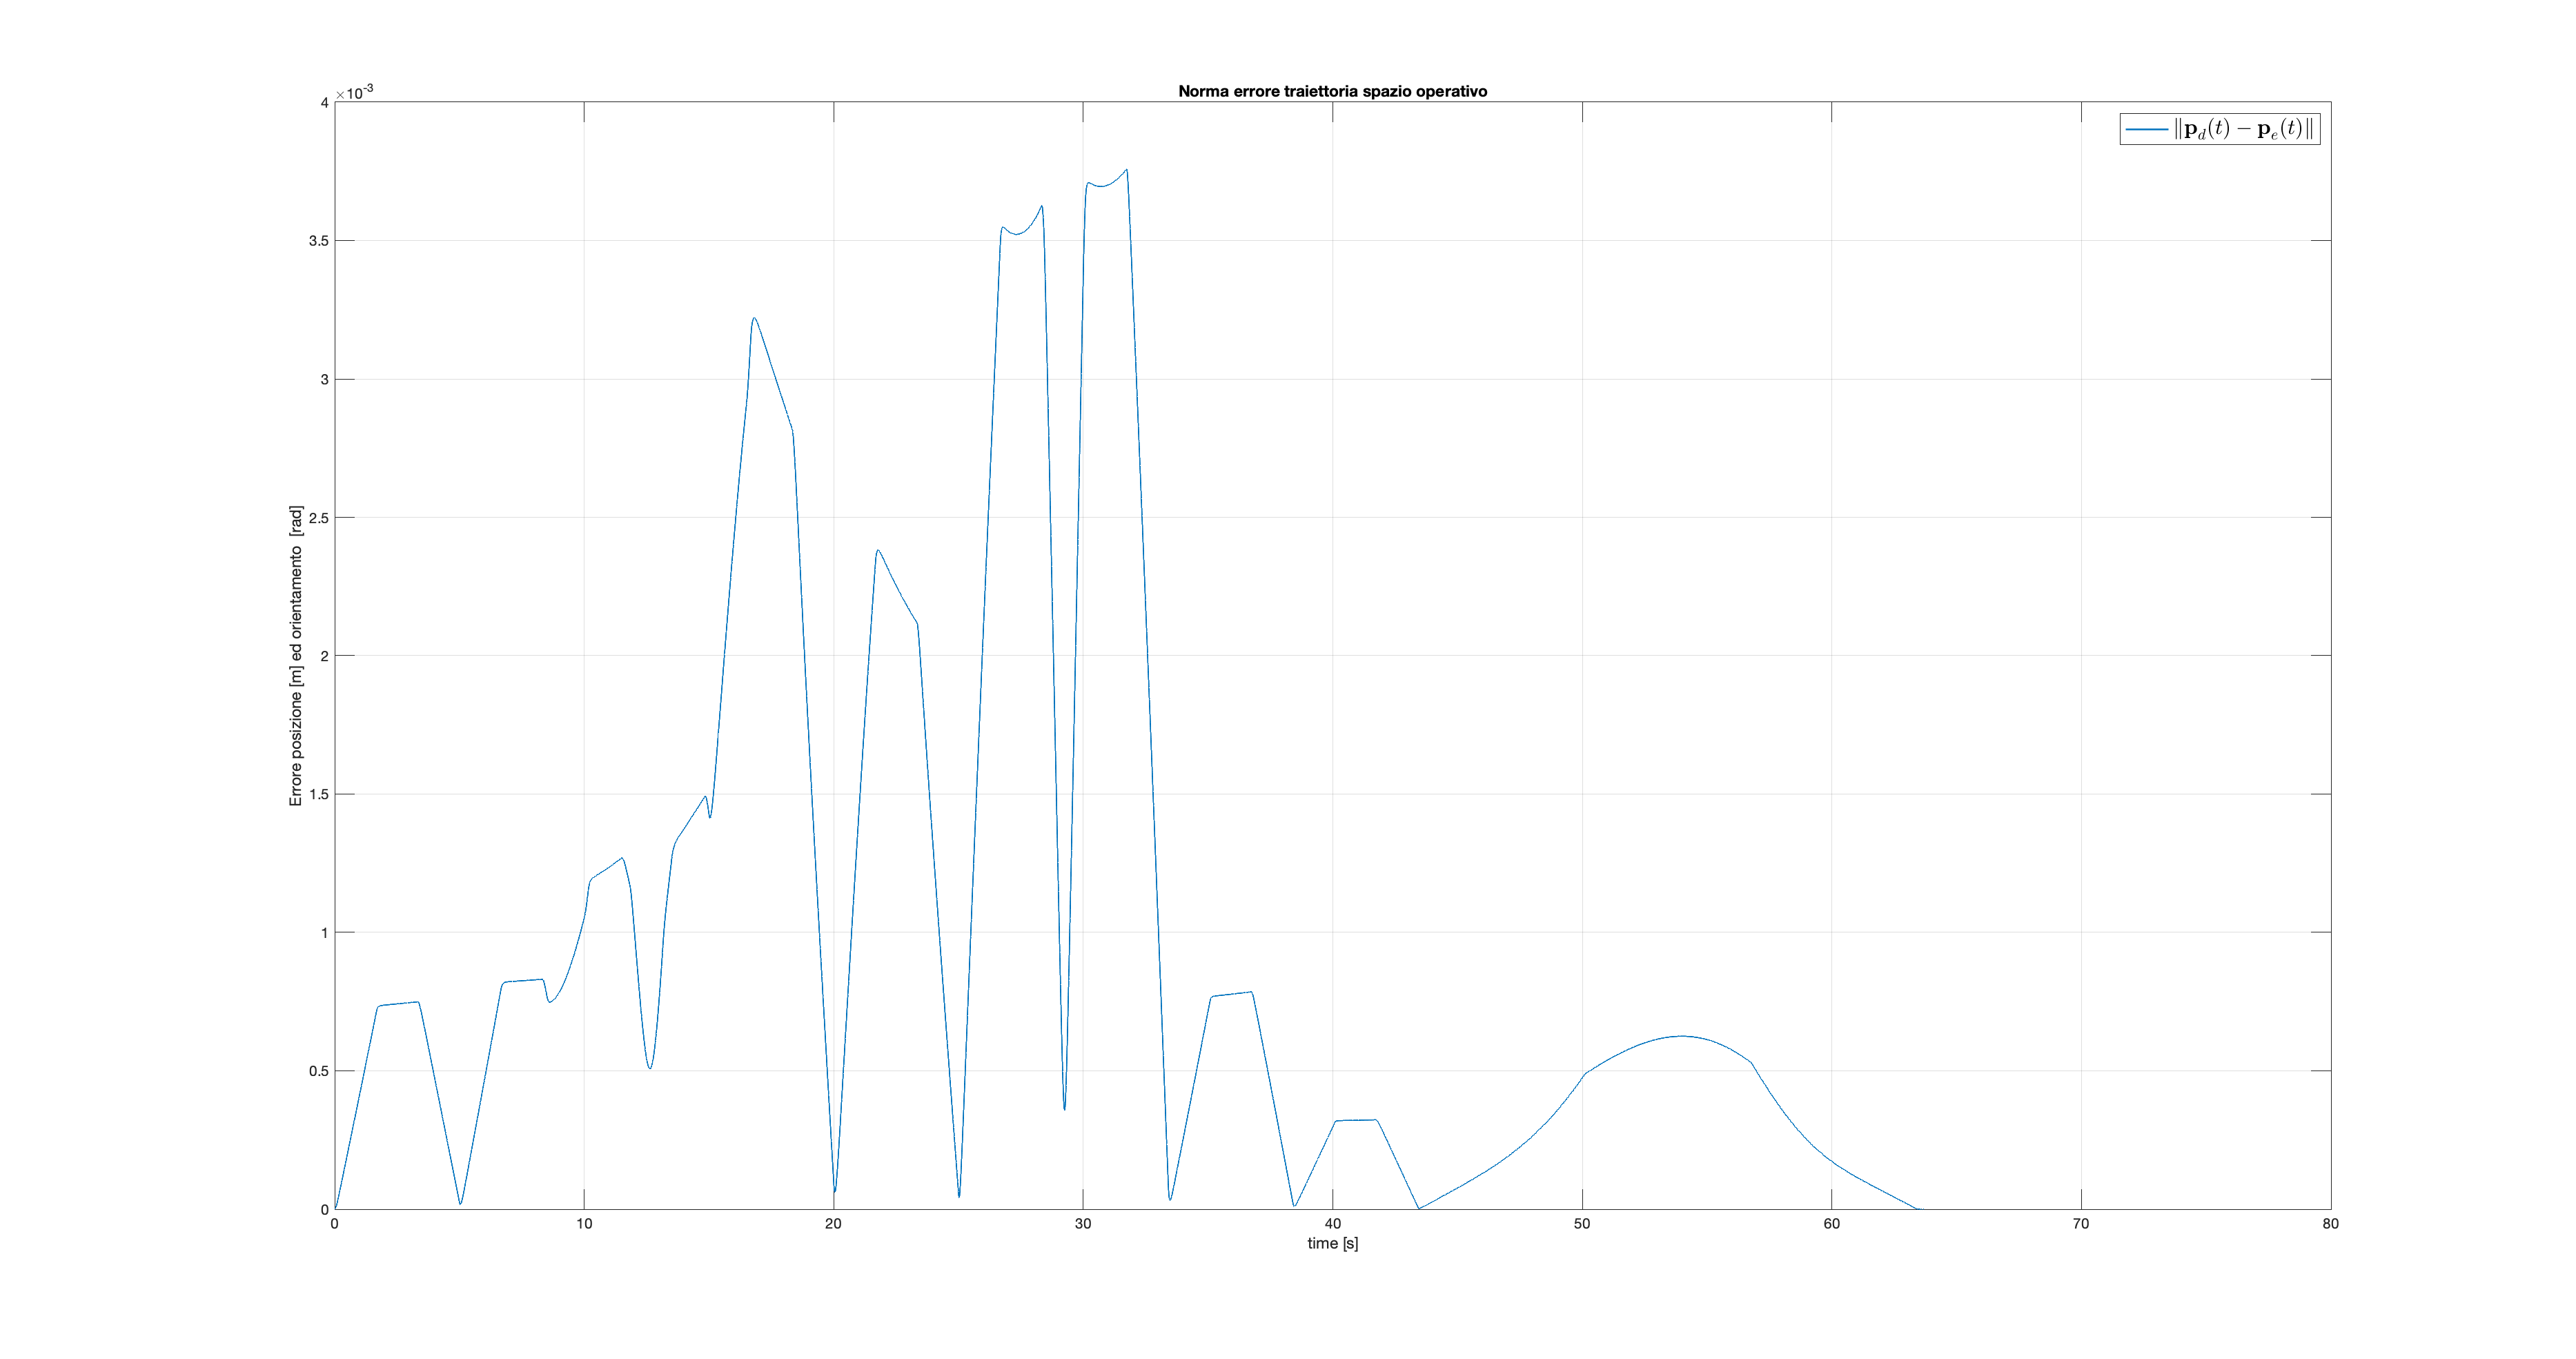 Norma errore traiettoria spazio operativo
×10-3
4
3.5
3
2.5
2
1.5
1
0.5
0
0 10 20 30 40 50 60 70 80
time [s]
Errore posizione [m] ed orientamento [rad]
‖p_d(t) − p_e(t)‖